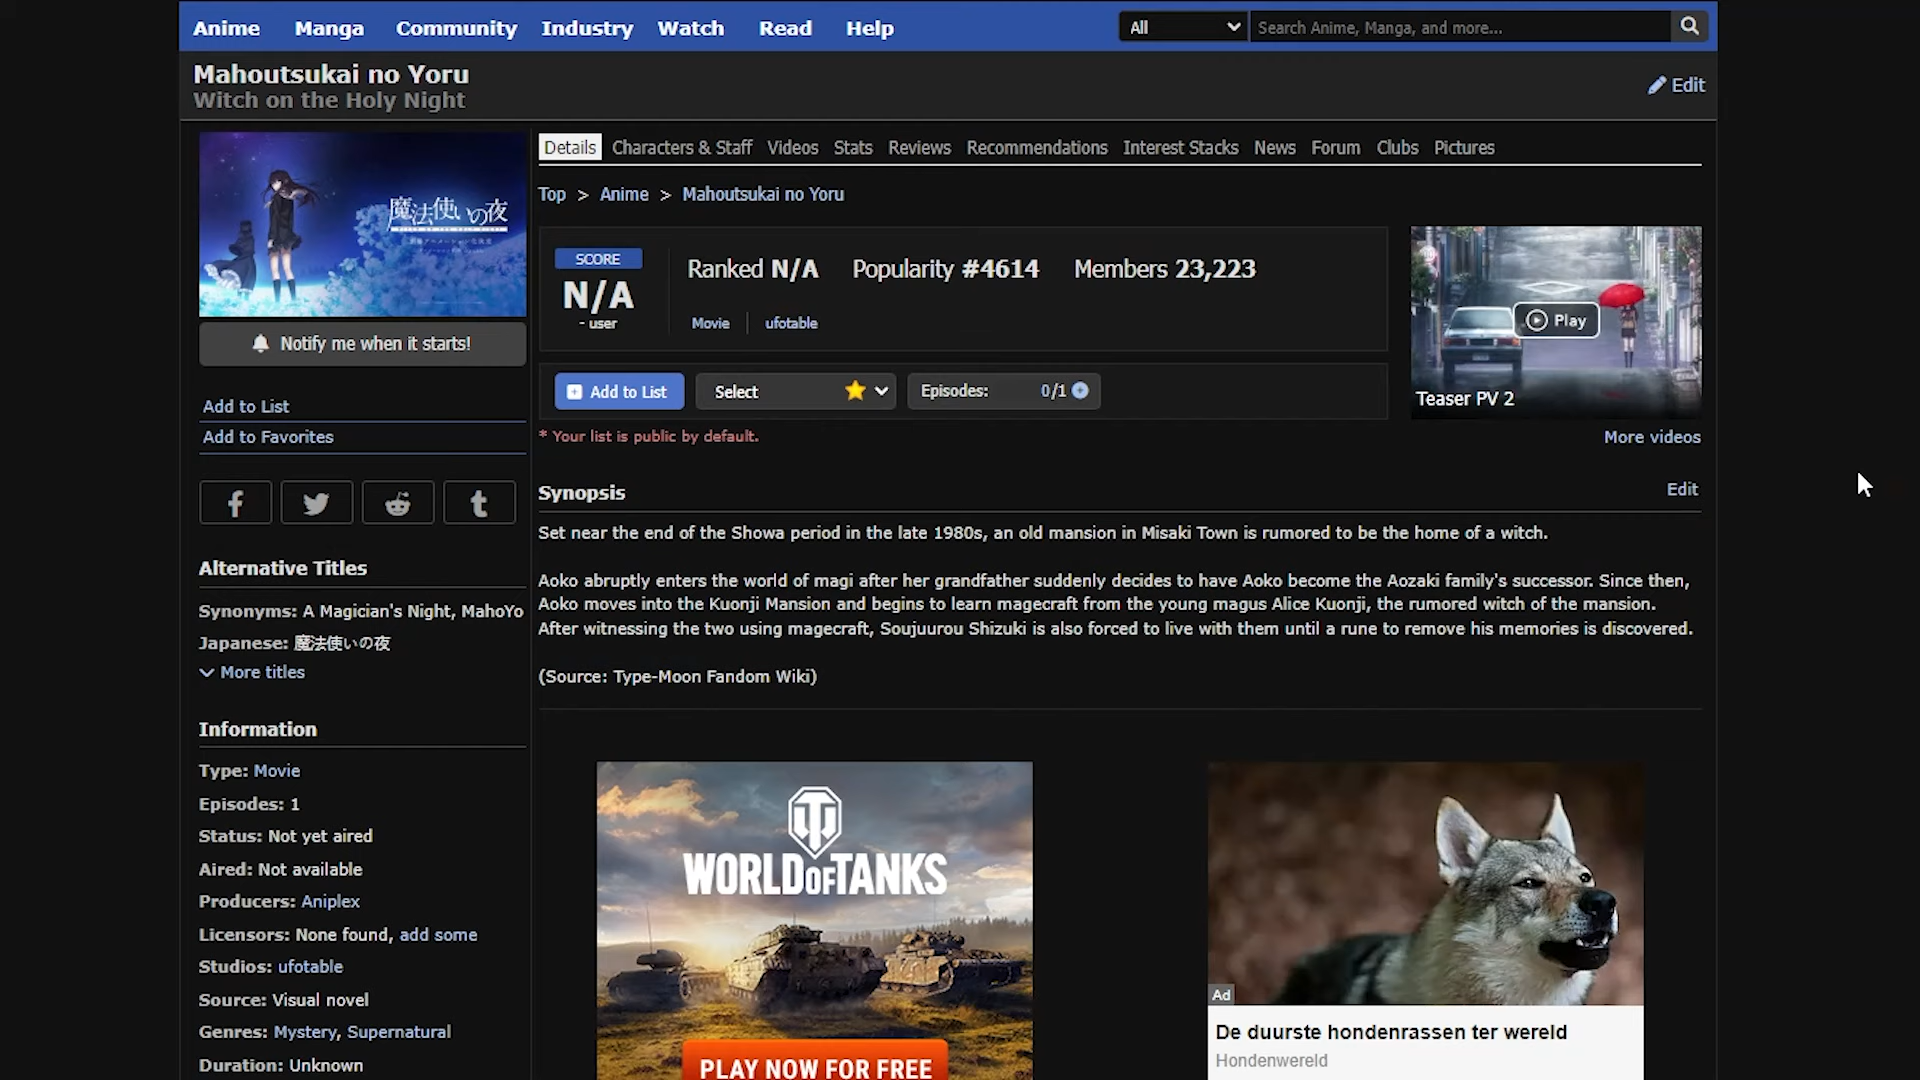 Anime Manga Community Industry Watch Read Help
All
Search Anime, Manga, and more...
Mahoutsukai no Yoru
Witch on the Holy Night
Edit
魔法使いの夜
Notify me when it starts!
Add to List
Add to Favorites
Alternative Titles
Synonyms: A Magician's Night, MahoYo
Japanese: 魔法使いの夜
More titles
Information
Type: Movie
Episodes: 1
Status: Not yet aired
Aired: Not available
Producers: Aniplex
Licensors: None found, add some
Studios: ufotable
Source: Visual novel
Genres: Mystery, Supernatural
Duration: Unknown
Details Characters & Staff Videos Stats Reviews Recommendations Interest Stacks News Forum Clubs Pictures
Top > Anime > Mahoutsukai no Yoru
SCORE
N/A
- user
Ranked N/A Popularity #4614 Members 23,223
Movie ufotable
Add to List
Select
Episodes: 0/1
* Your list is public by default.
Play
Teaser PV 2
More videos
Synopsis
Edit
Set near the end of the Showa period in the late 1980s, an old mansion in Misaki Town is rumored to be the home of a witch.
Aoko abruptly enters the world of magi after her grandfather suddenly decides to have Aoko become the Aozaki family's successor. Since then,
Aoko moves into the Kuonji Mansion and begins to learn magecraft from the young magus Alice Kuonji, the rumored witch of the mansion.
After witnessing the two using magecraft, Soujuurou Shizuki is also forced to live with them until a rune to remove his memories is discovered.
(Source: Type-Moon Fandom Wiki)
WORLD OF TANKS
PLAY NOW FOR FREE
Ad
De duurste hondenrassen ter wereld
Hondenwereld